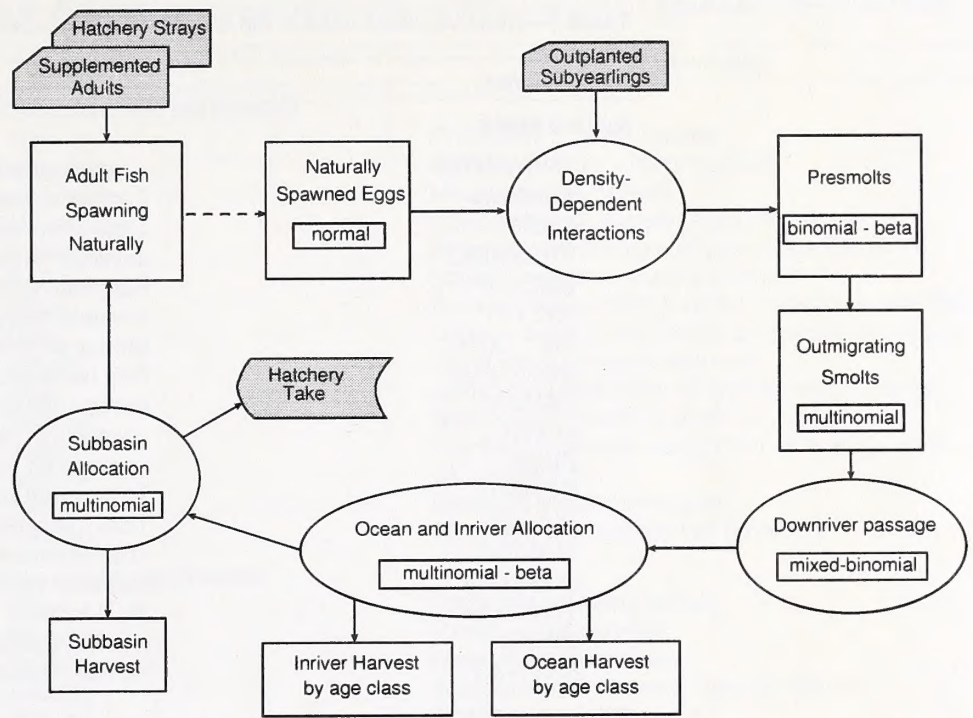 Hatchery Strays
Supplemented
Adults
Outplanted
Subyearlings
Adult Fish
Spawning
Naturally
Naturally
Spawned Eggs
normal
Density-
Dependent
Interactions
Presmolts
binomial - beta
Outmigrating
Smolts
multinomial
Hatchery
Take
Subbasin
Allocation
multinomial
Ocean and Inriver Allocation
multinomial - beta
Downriver passage
mixed-binomial
Subbasin
Harvest
Inriver Harvest
by age class
Ocean Harvest
by age class